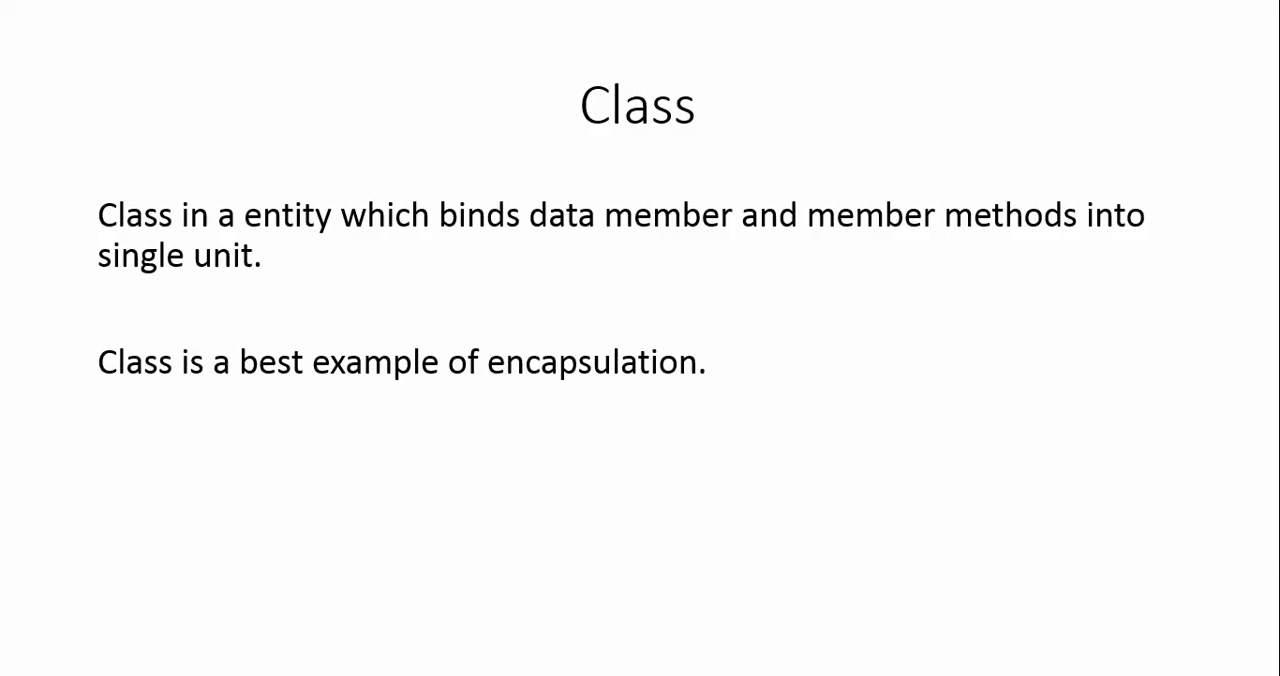 Class
Class in a entity which binds data member and member methods into
single unit.
Class is a best example of encapsulation.